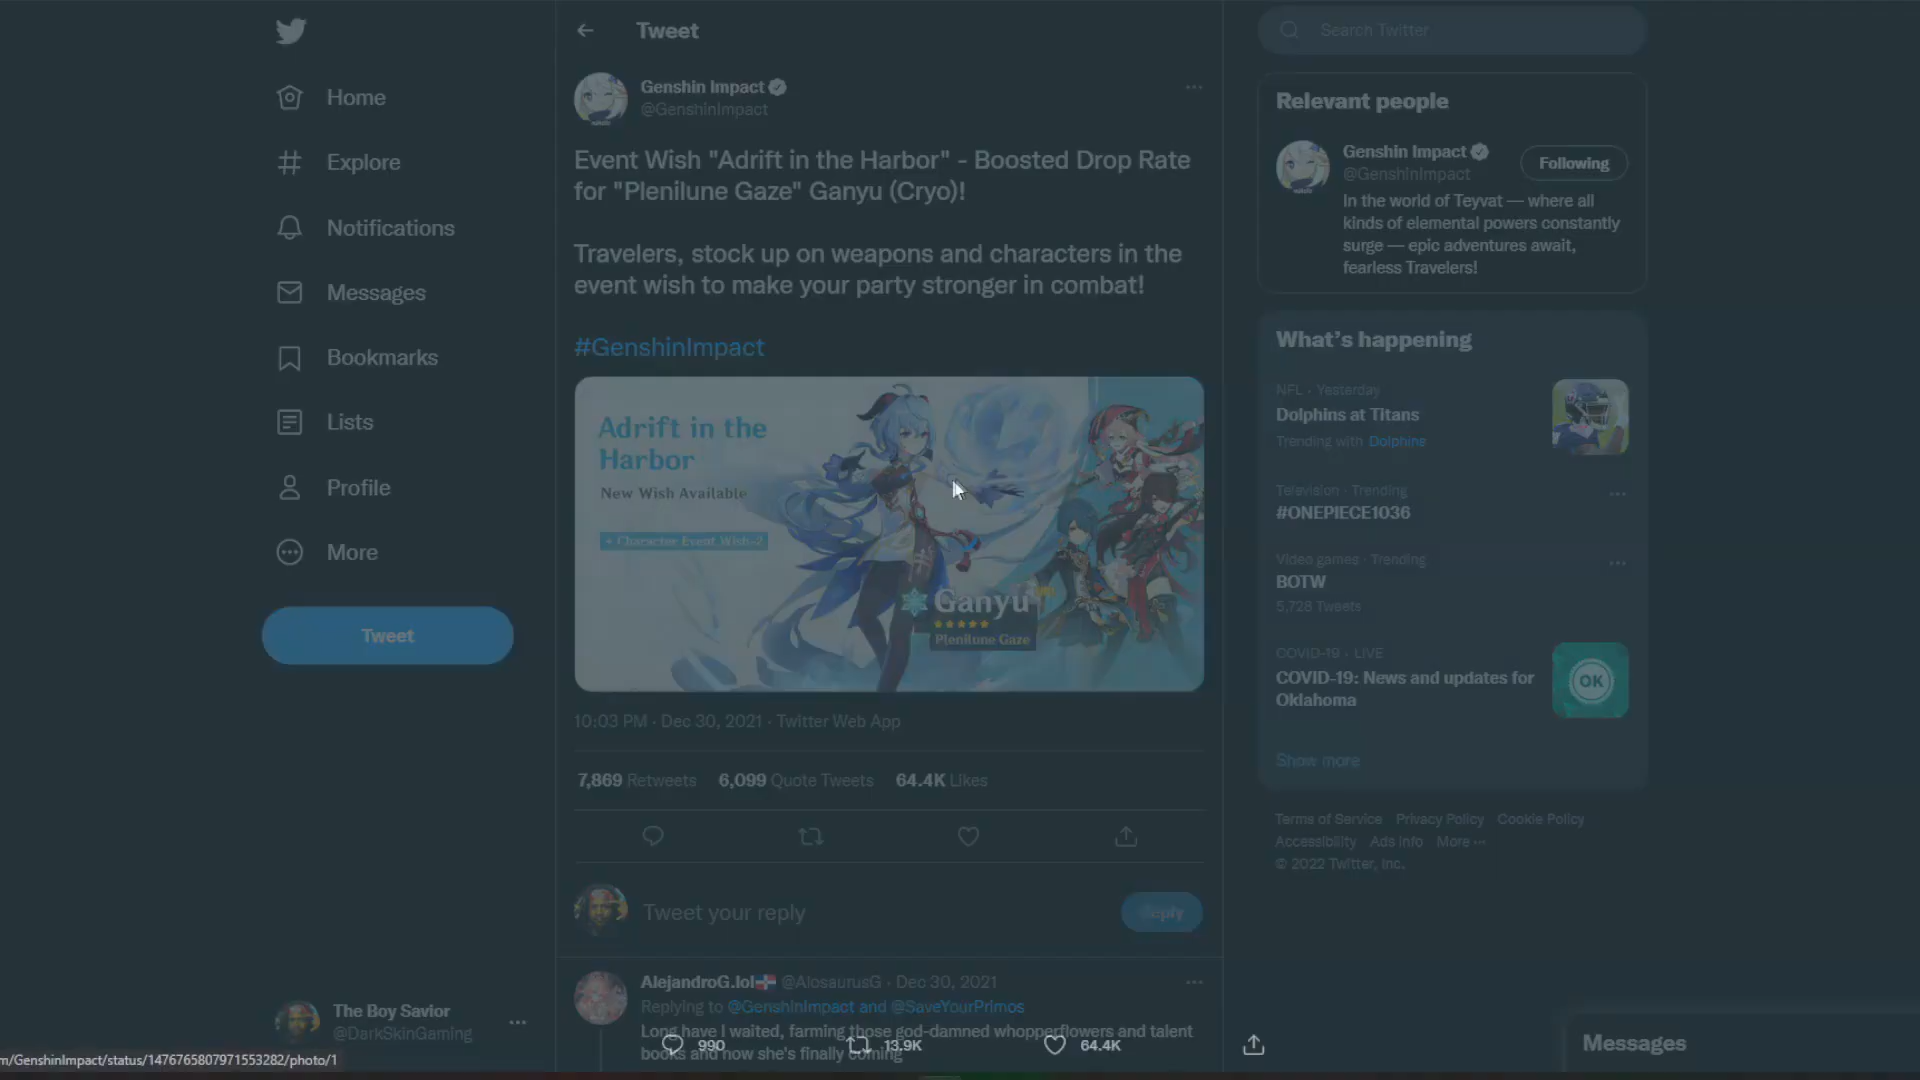 Home
Explore
Notifications
Messages
Bookmarks
Lists
Profile
More
Tweet
The Boy Savior
@DarkSkinGaming
m/GenshinImpact/status/1476765807971553282/photo/1
Tweet
Genshin Impact
@GenshinImpact
Event Wish "Adrift in the Harbor" - Boosted Drop Rate
for "Plenilune Gaze" Ganyu (Cryo)!
Travelers, stock up on weapons and characters in the
event wish to make your party stronger in combat!
#GenshinImpact
Adrift in the
Harbor
New Wish Available
+ Character Event Wish-2
Ganyu
Plenilune Gaze
10:03 PM · Dec 30, 2021 · Twitter Web App
7,869 Retweets 6,099 Quote Tweets 64.4K Likes
Tweet your reply
Reply
AlejandroG.lol @AlosaurusG · Dec 30, 2021
Replying to @GenshinImpact and @SaveYourPrimos
Long have I waited, farming those god-damned whopperflowers and talent
books and now she's finally coming
990 13.9K 64.4K
Search Twitter
Relevant people
Genshin Impact
@GenshinImpact
Following
In the world of Teyvat — where all
kinds of elemental powers constantly
surge — epic adventures await,
fearless Travelers!
What's happening
NFL · Yesterday
Dolphins at Titans
Trending with Dolphine
Television · Trending
#ONEPIECE1036
Video games · Trending
BOTW
5,728 Tweets
COVID-19 · LIVE
COVID-19: News and updates for
Oklahoma
OK
Show more
Terms of Service Privacy Policy Cookie Policy
Accessibility Ads info More ···
© 2022 Twitter, Inc.
Messages